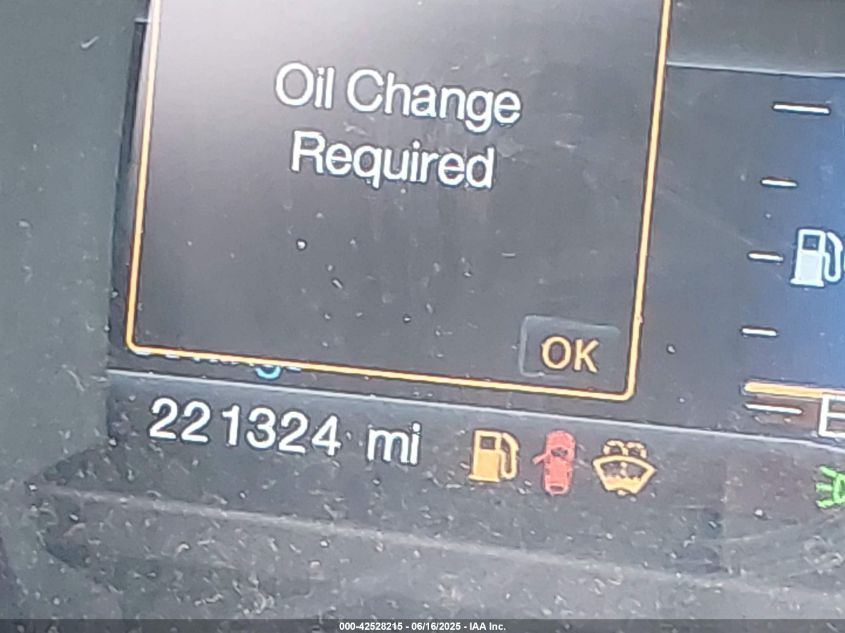 Oil Change
Required
OK
221324 mi
E
000-42528215 - 06/16/2025 - IAA Inc.